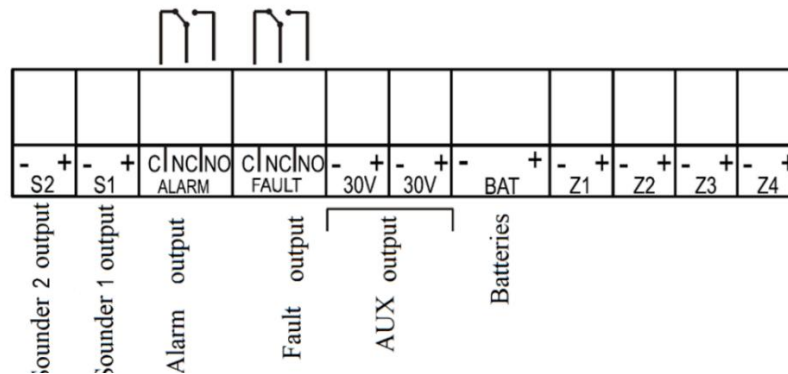 C NC NO C NC NO
- + - + - + - + - + - + - + - + - +
S2 S1 ALARM FAULT 30V 30V BAT Z1 Z2 Z3 Z4
Sounder 2 output
Sounder 1 output
Alarm output
Fault output
AUX output
Batteries